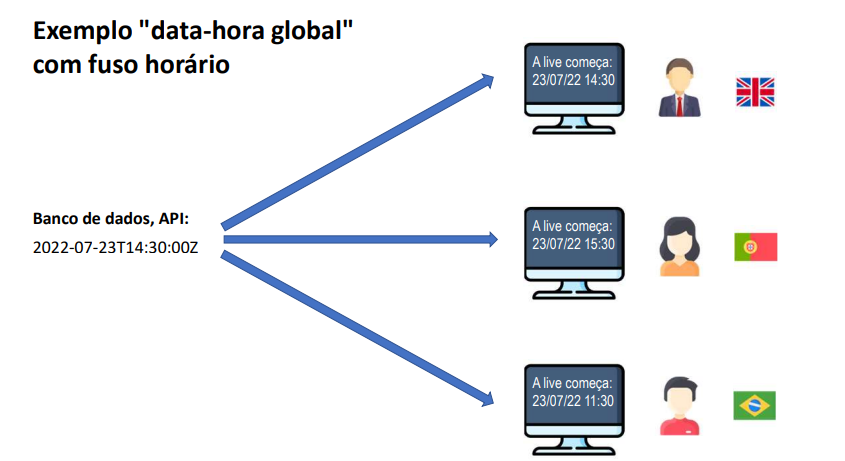 Exemplo "data-hora global"
com fuso horário
A live começa:
23/07/22 14:30
Banco de dados, API:
2022-07-23T14:30:00Z
A live começa:
23/07/22 15:30
A live começa:
23/07/22 11:30